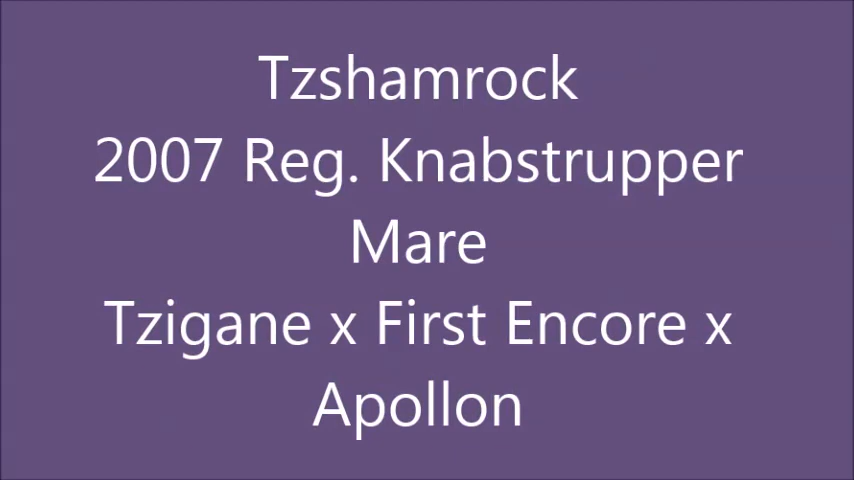 Tzshamrock
2007 Reg. Knabstrupper
Mare
Tzigane x First Encore x
Apollon